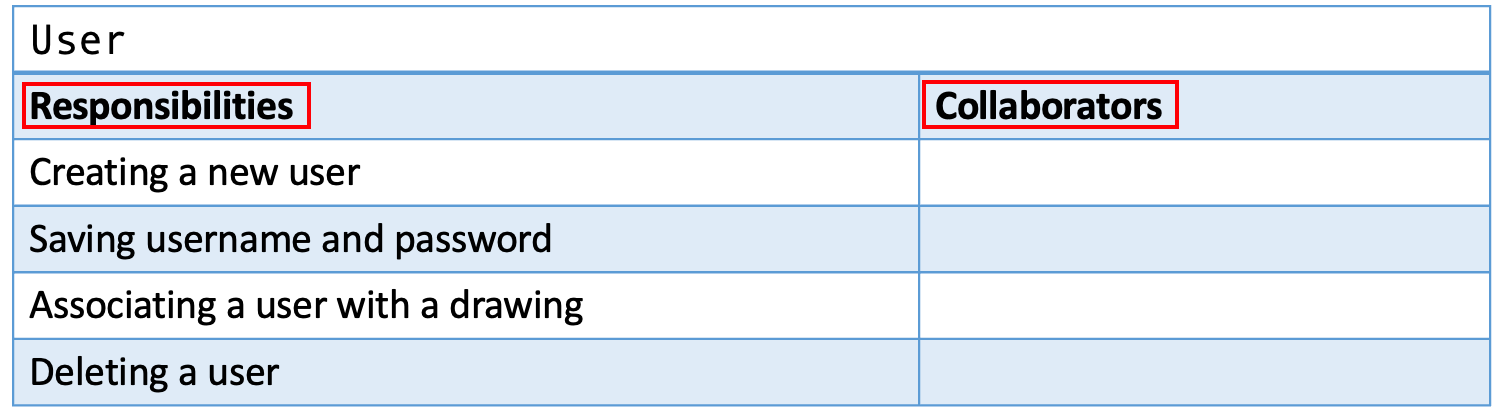 User
Responsibilities Collaborators
Creating a new user
Saving username and password
Associating a user with a drawing
Deleting a user